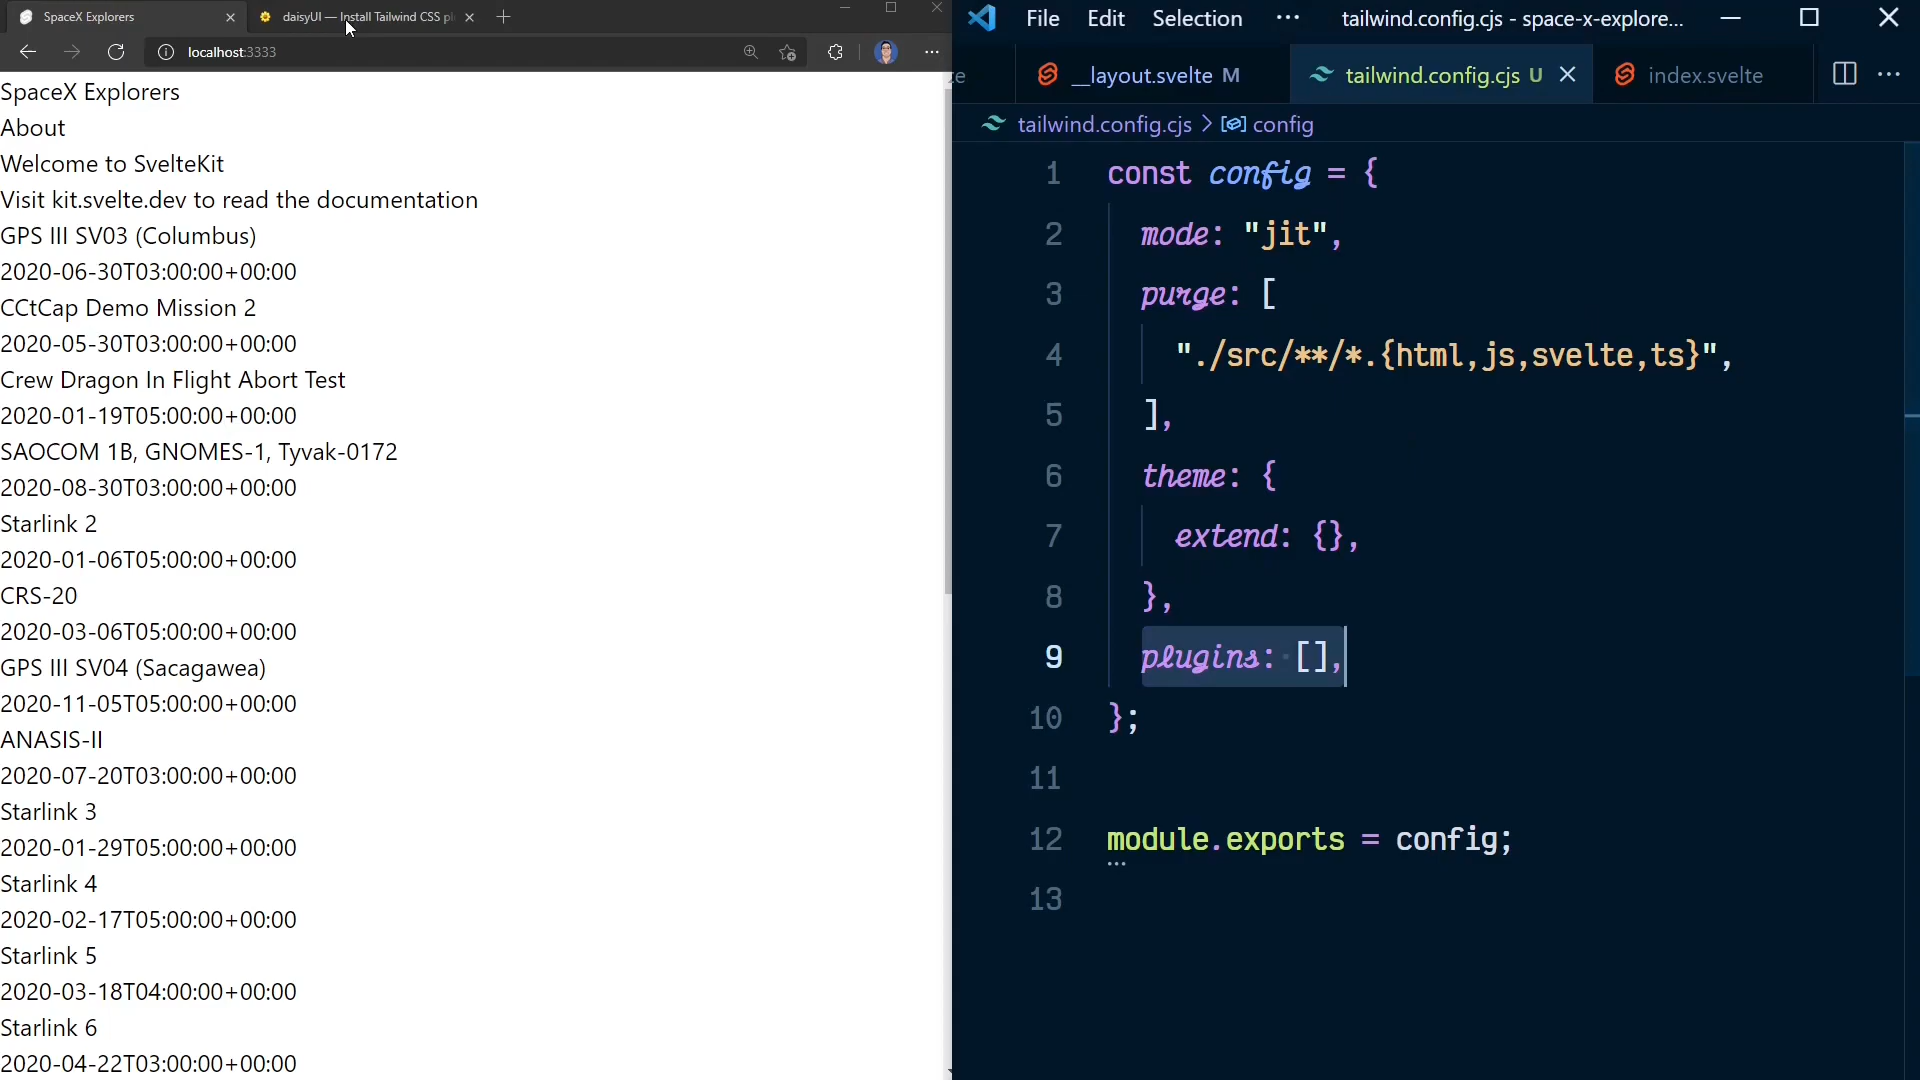 SpaceX Explorers
daisyUI — Install Tailwind CSS pl
localhost:3333
SpaceX Explorers
About
Welcome to SvelteKit
Visit kit.svelte.dev to read the documentation
GPS III SV03 (Columbus)
2020-06-30T03:00:00+00:00
CCtCap Demo Mission 2
2020-05-30T03:00:00+00:00
Crew Dragon In Flight Abort Test
2020-01-19T05:00:00+00:00
SAOCOM 1B, GNOMES-1, Tyvak-0172
2020-08-30T03:00:00+00:00
Starlink 2
2020-01-06T05:00:00+00:00
CRS-20
2020-03-06T05:00:00+00:00
GPS III SV04 (Sacagawea)
2020-11-05T05:00:00+00:00
ANASIS-II
2020-07-20T03:00:00+00:00
Starlink 3
2020-01-29T05:00:00+00:00
Starlink 4
2020-02-17T05:00:00+00:00
Starlink 5
2020-03-18T04:00:00+00:00
Starlink 6
2020-04-22T03:00:00+00:00
File Edit Selection ··· tailwind.config.cjs - space-x-explore...
te __layout.svelte M tailwind.config.cjs U index.svelte
tailwind.config.cjs > config
1 const config = {
2 mode: "jit",
3 purge: [
4 "./src/**/*.{html,js,svelte,ts}",
5 ],
6 theme: {
7 extend: {},
8 },
9 plugins: [],
10 };
11
12 module.exports = config;
13